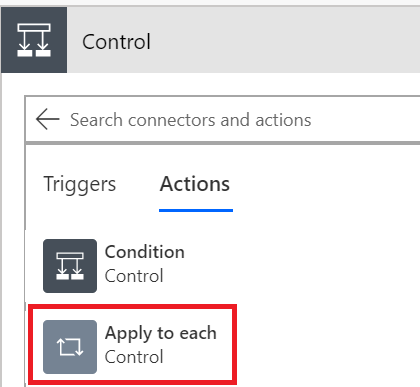 Control
Search connectors and actions
Triggers Actions
Condition
Control
Apply to each
Control